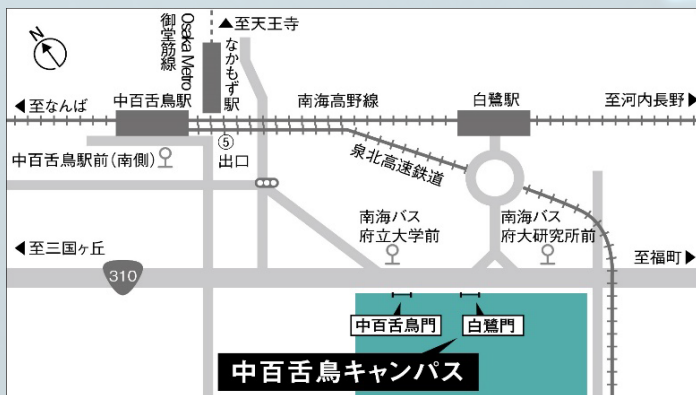 N
Osaka Metro
御堂筋線
▲至天王寺
なかもず駅
◀至なんば
中百舌鳥駅
南海高野線
白鷺駅
至河内長野▶
中百舌鳥駅前(南側)
⑤
出口
泉北高速鉄道
南海バス
府立大学前
南海バス
府大研究所前
◀至三国ヶ丘
至福町▶
310
中百舌鳥門
白鷺門
中百舌鳥キャンパス